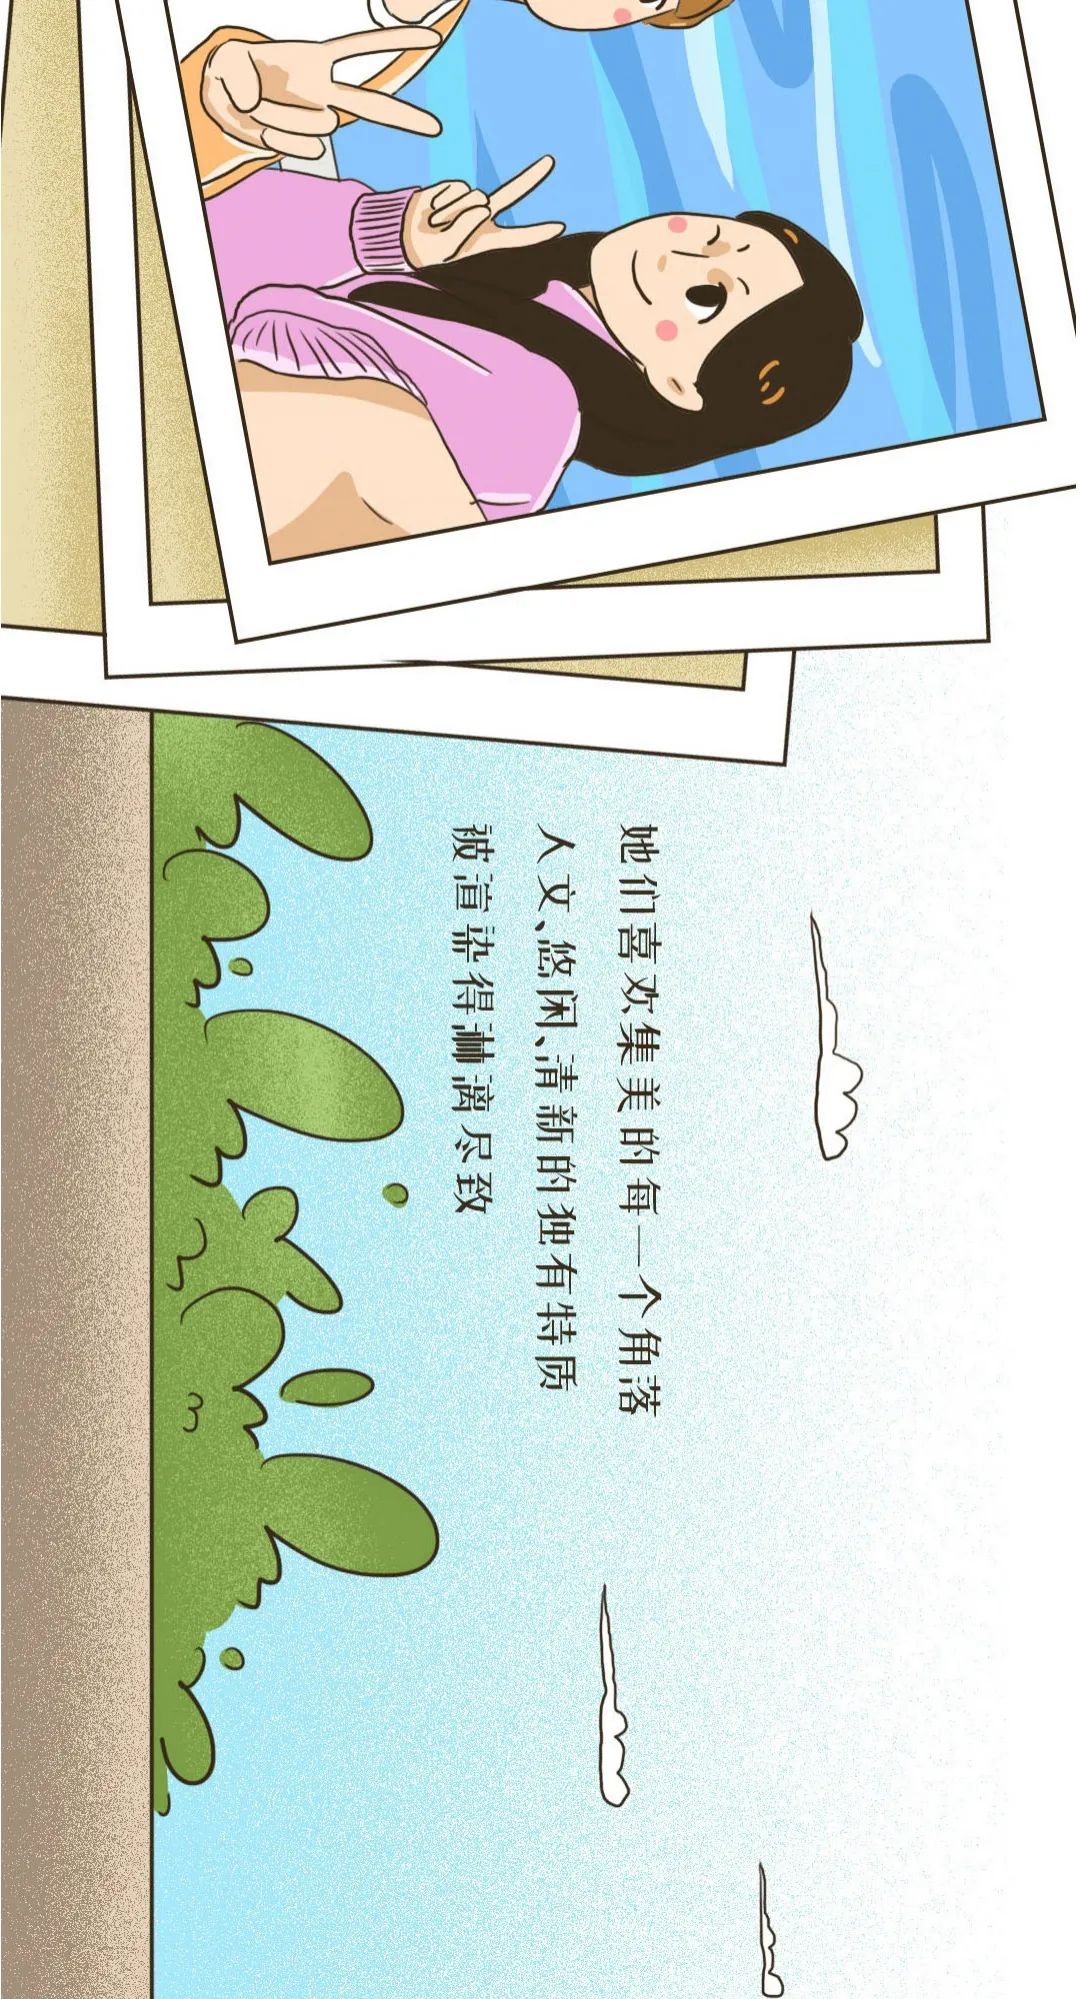 她们喜欢集美的每一个角落
人文、悠闲、清新的独有特质
被渲染得淋漓尽致